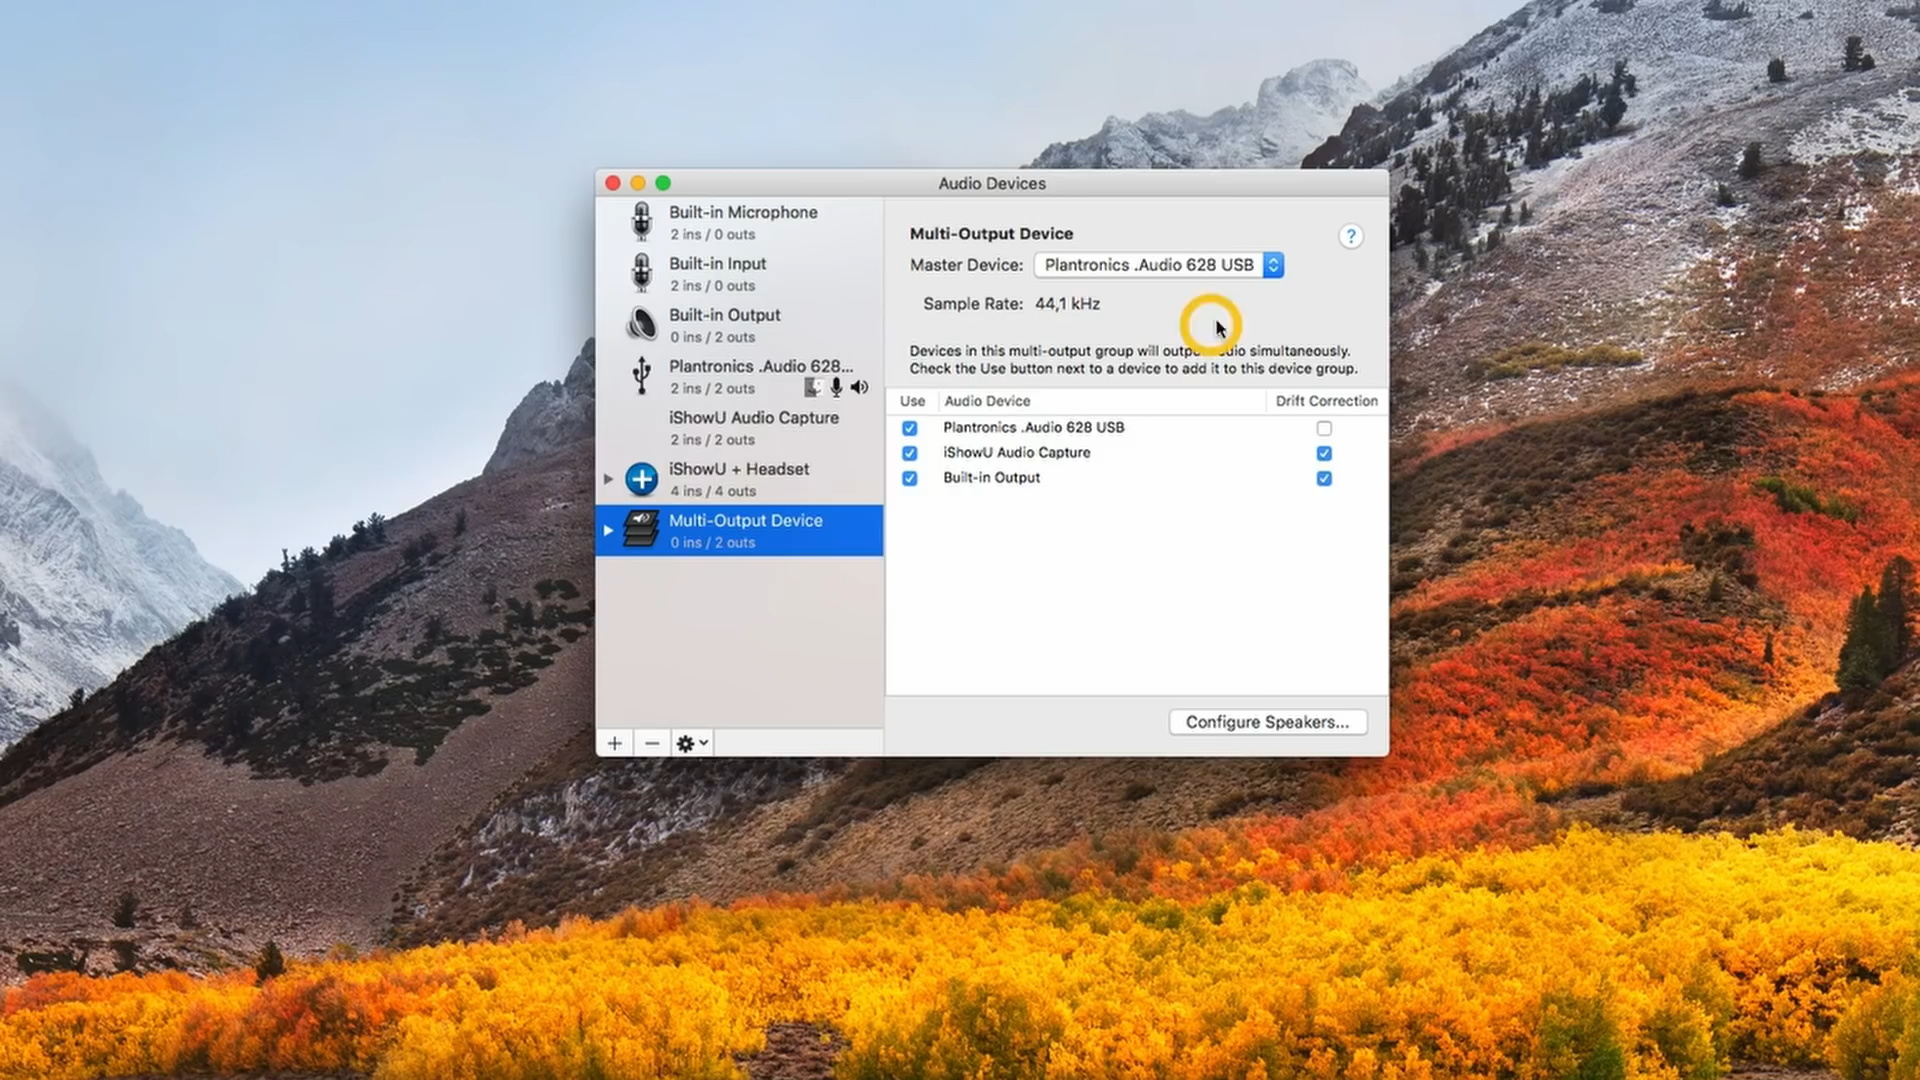 Audio Devices
Built-in Microphone
2 ins / 0 outs
Built-in Input
2 ins / 0 outs
Built-in Output
0 ins / 2 outs
Plantronics .Audio 628...
2 ins / 2 outs
iShowU Audio Capture
2 ins / 2 outs
iShowU + Headset
4 ins / 4 outs
Multi-Output Device
0 ins / 2 outs
Multi-Output Device
?
Master Device: Plantronics .Audio 628 USB
Sample Rate: 44,1 kHz
Devices in this multi-output group will output audio simultaneously.
Check the Use button next to a device to add it to this device group.
Use Audio Device Drift Correction
Plantronics .Audio 628 USB
iShowU Audio Capture
Built-in Output
Configure Speakers...